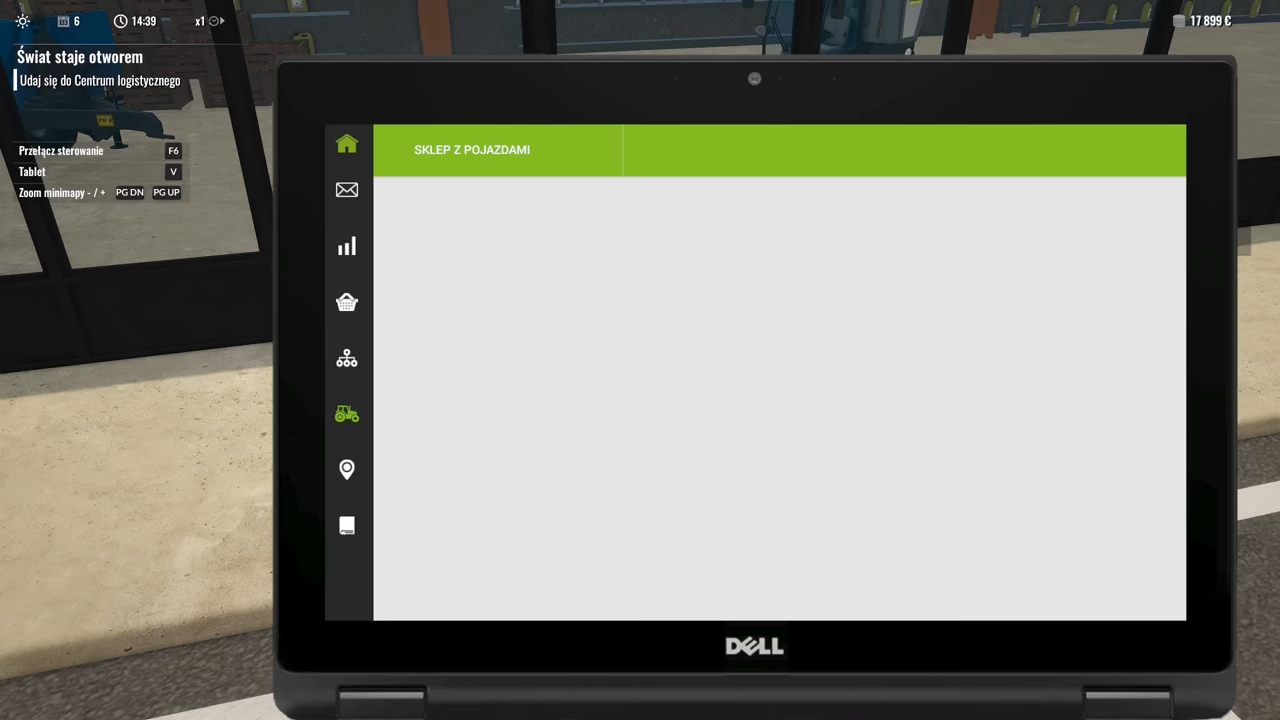 6
14:39
x1
17 899 €
Świat staje otworem
Udaj się do Centrum logistycznego
Przełącz sterowanie F6
Tablet V
Zoom minimapy - / + PG DN PG UP
SKLEP Z POJAZDAMI
DELL